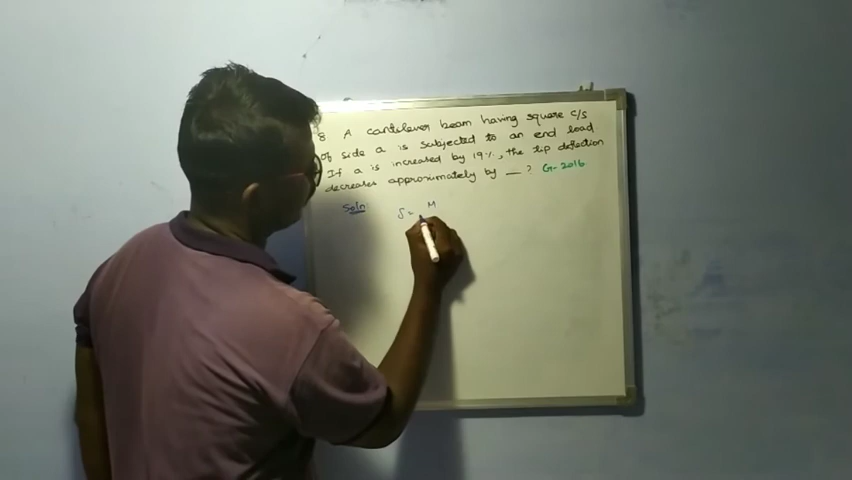 8 A cantilever beam having square c/s
of side a is subjected to an end load.
If a is increased by 19%, the tip deflection
decreases approximately by __ ? G-2016
Soln:
δ = M